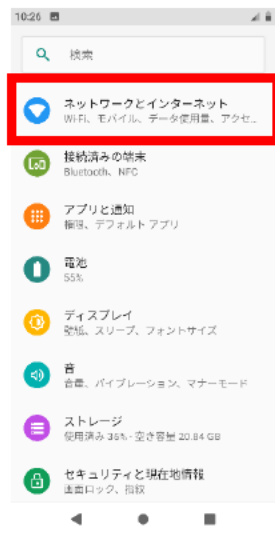 10:26
検索
ネットワークとインターネット
Wi-Fi、モバイル、データ使用量、アクセ...
接続済みの端末
Bluetooth、NFC
アプリと通知
権限、デフォルト アプリ
電池
55%
ディスプレイ
壁紙、スリープ、フォントサイズ
音
音量、バイブレーション、マナーモード
ストレージ
使用済み 36% - 空き容量 20.84 GB
セキュリティと現在地情報
画面ロック、指紋